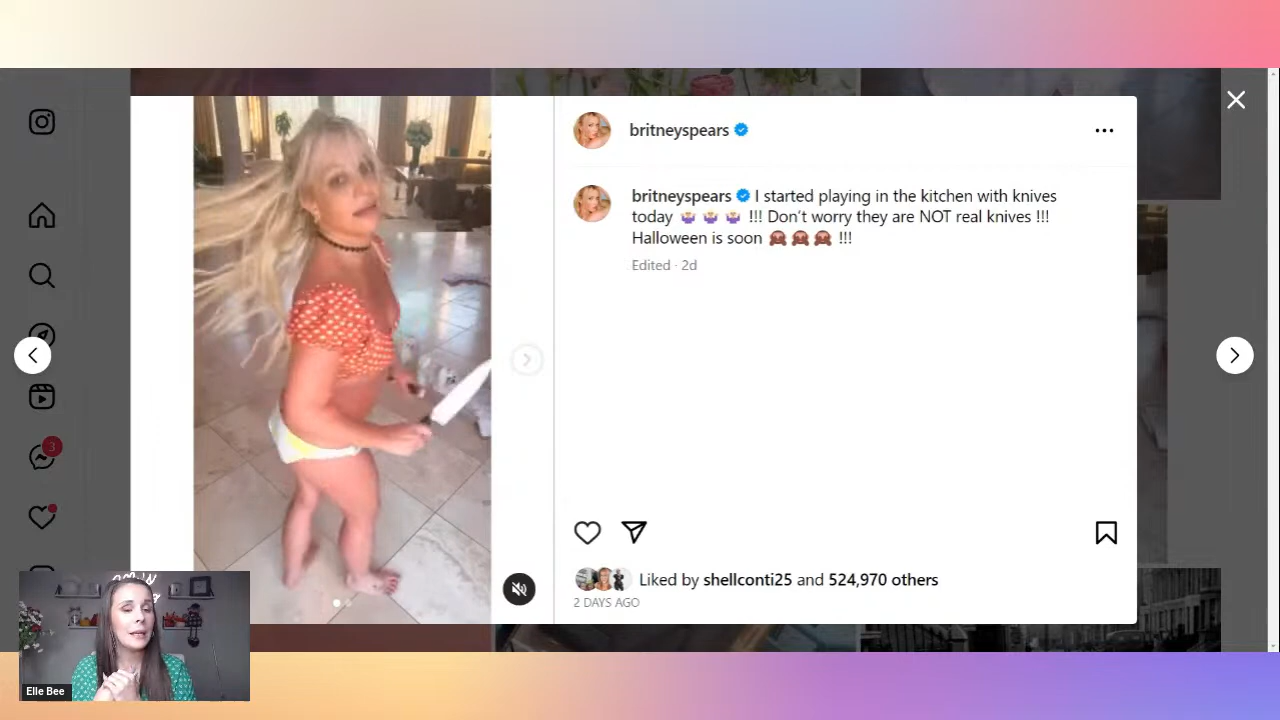 britneyspears
britneyspears I started playing in the kitchen with knives
today 🤷🏼‍♀️ 🤷🏼‍♀️ 🤷🏼‍♀️ !!! Don’t worry they are NOT real knives !!!
Halloween is soon 🙈 🙈 🙈 !!!
Edited · 2d
3
Liked by shellconti25 and 524,970 others
2 DAYS AGO
Elle Bee